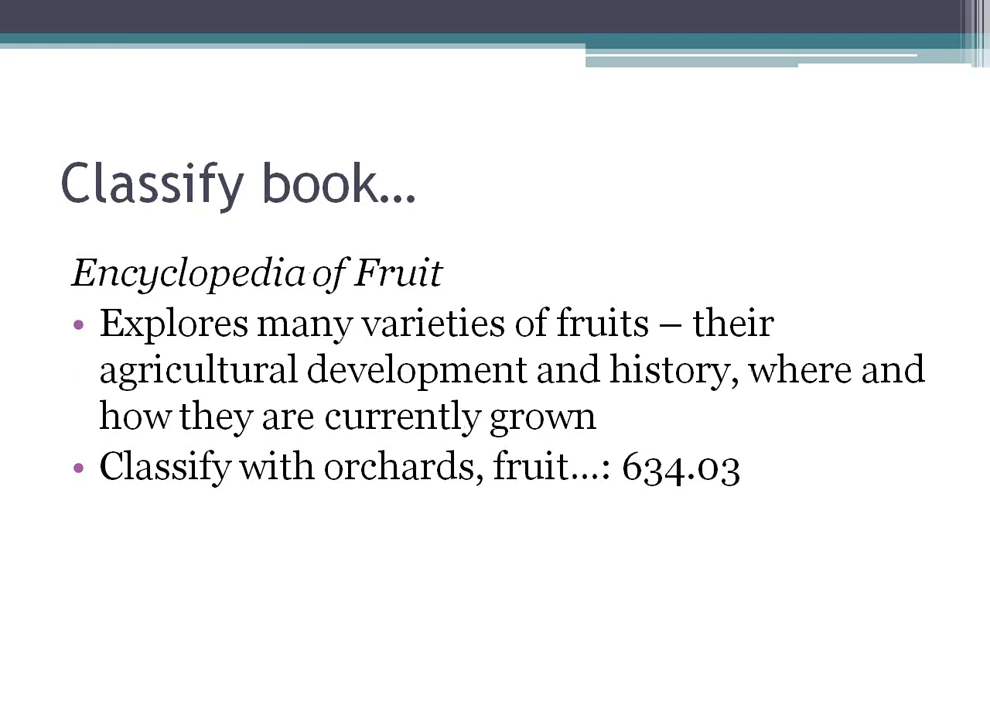 Classify book…
Encyclopedia of Fruit
• Explores many varieties of fruits – their
agricultural development and history, where and
how they are currently grown
• Classify with orchards, fruit…: 634.03